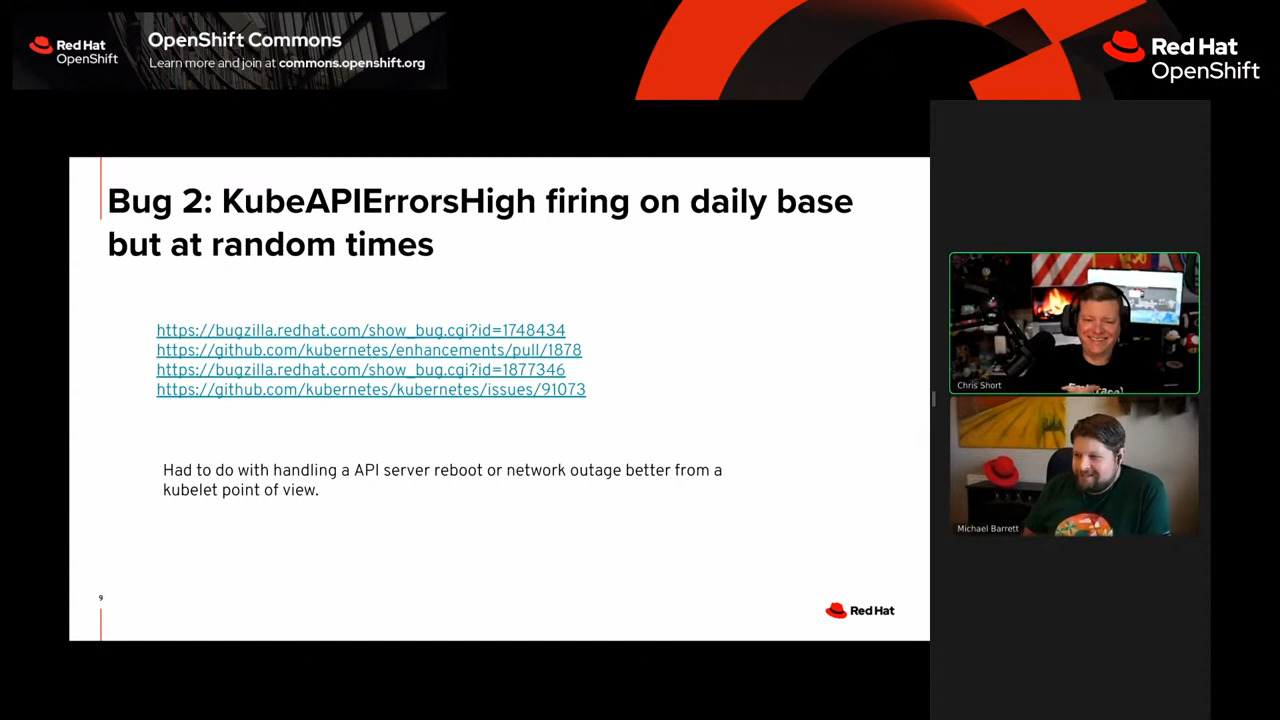 Red Hat
OpenShift
OpenShift Commons
Learn more and join at commons.openshift.org
Red Hat
OpenShift
Bug 2: KubeAPIErrorsHigh firing on daily base
but at random times
https://bugzilla.redhat.com/show_bug.cgi?id=1748434
https://github.com/kubernetes/enhancements/pull/1878
https://bugzilla.redhat.com/show_bug.cgi?id=1877346
https://github.com/kubernetes/kubernetes/issues/91073
Had to do with handling a API server reboot or network outage better from a
kubelet point of view.
9
Red Hat
Chris Short
Michael Barrett